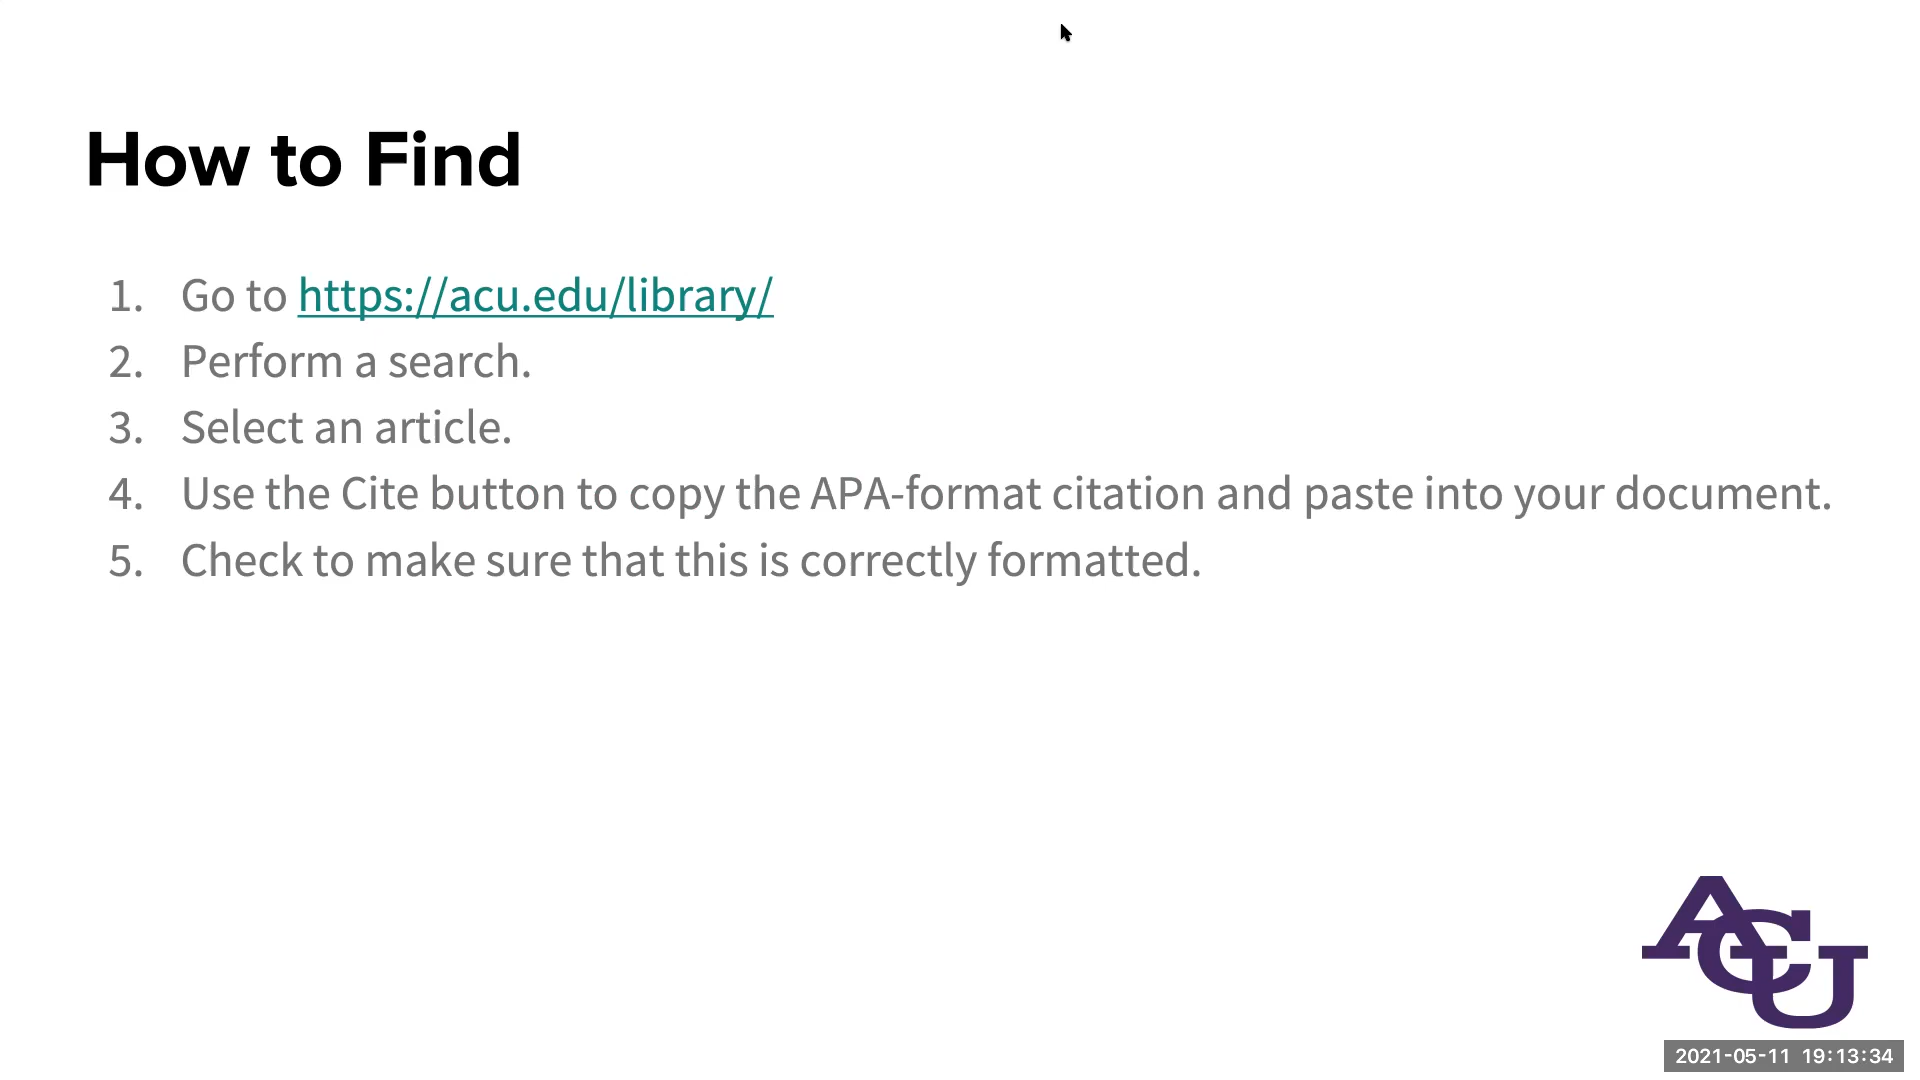 How to Find
1. Go to https://acu.edu/library/
2. Perform a search.
3. Select an article.
4. Use the Cite button to copy the APA-format citation and paste into your document.
5. Check to make sure that this is correctly formatted.
ACU
2021-05-11 19:13:34